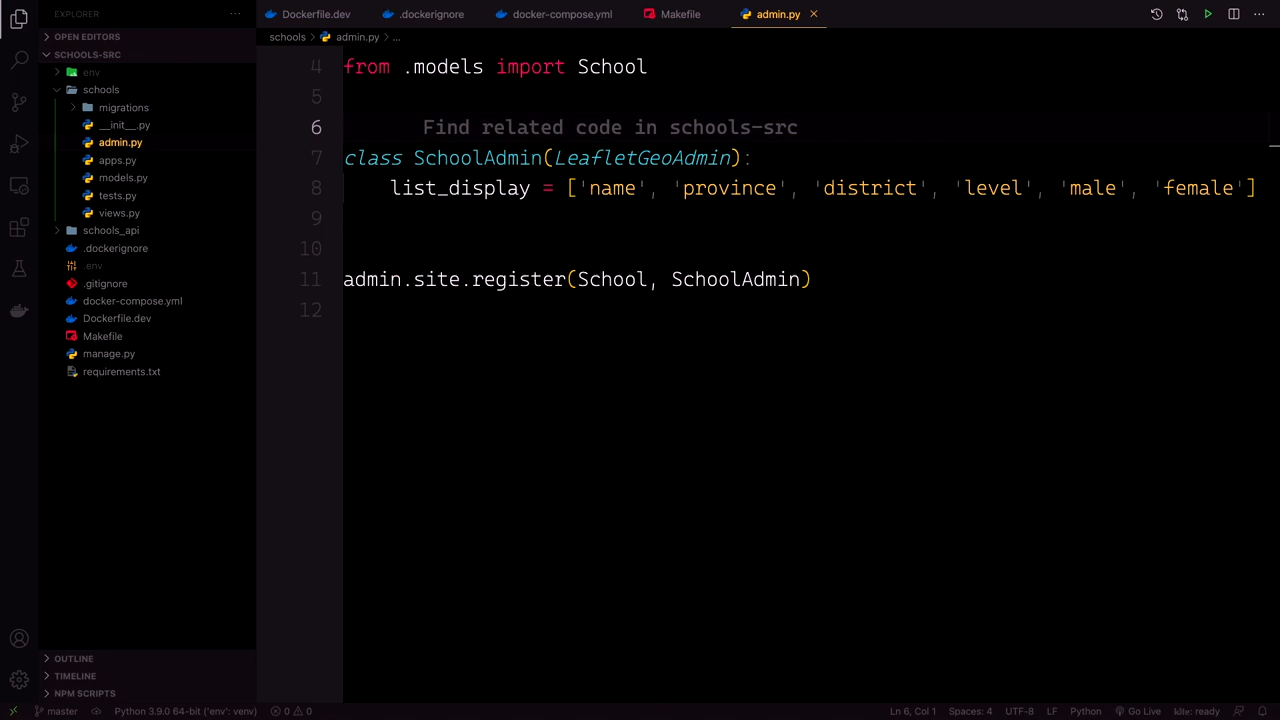 EXPLORER
Dockerfile.dev
.dockerignore
docker-compose.yml
Makefile
admin.py
OPEN EDITORS
SCHOOLS-SRC
env
schools
migrations
__init__.py
admin.py
apps.py
models.py
tests.py
views.py
schools_api
.dockerignore
.env
.gitignore
docker-compose.yml
Dockerfile.dev
Makefile
manage.py
requirements.txt
OUTLINE
TIMELINE
NPM SCRIPTS
schools > admin.py > ...
4 from .models import School
5
6 Find related code in schools-src
7 class SchoolAdmin(LeafletGeoAdmin):
8 list_display = ['name', 'province', 'district', 'level', 'male', 'female']
9
10
11 admin.site.register(School, SchoolAdmin)
12
master Python 3.9.0 64-bit ('env': venv) 0 0 Ln 6, Col 1 Spaces: 4 UTF-8 LF Python Go Live kite: ready